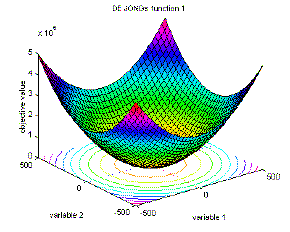 DE JONGs function 1
x 10⁵
5
4
3
2
1
0
objective value
500
0
-500
-500
0
500
variable 2
variable 1